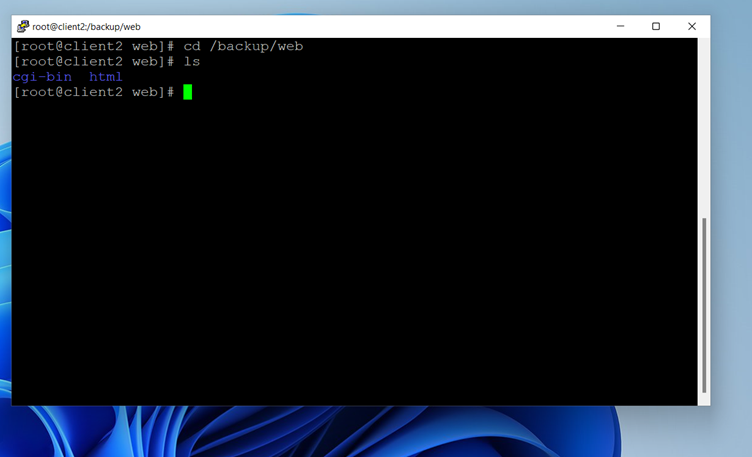 root@client2:/backup/web
[root@client2 web]# cd /backup/web
[root@client2 web]# ls
cgi-bin  html
[root@client2 web]#